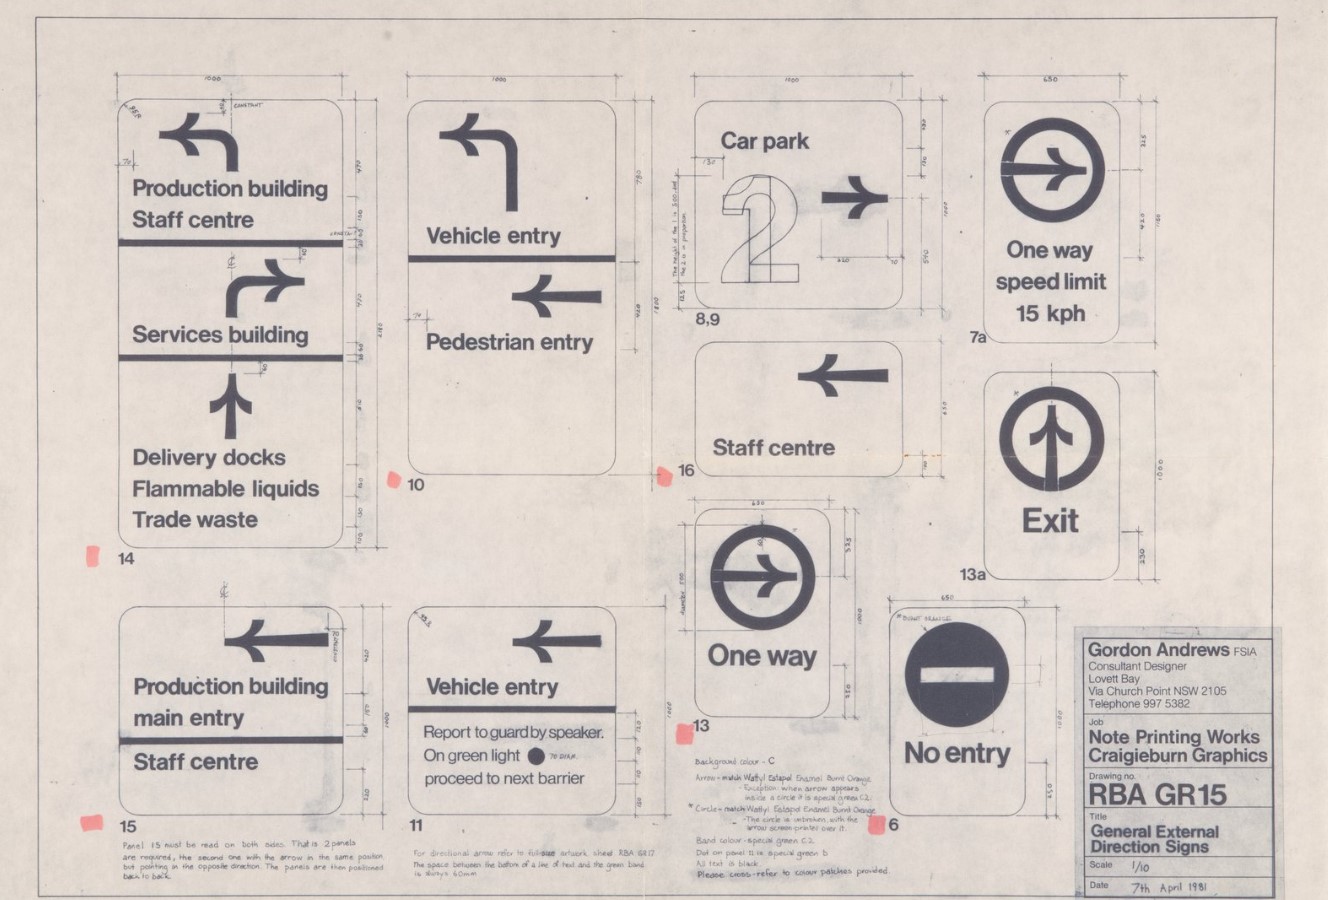 1000
CONSTANT
Production building
Staff centre
Services building
Delivery docks
Flammable liquids
Trade waste
14
1000
Vehicle entry
Pedestrian entry
10
1000
Car park
2
8,9
Staff centre
16
650
One way
speed limit
15 kph
7a
Exit
13a
1000
Production building
main entry
Staff centre
15
Panel 15 must be read on both sides. That is 2 panels
are required, the second one with the arrow in the same position
but pointing in the opposite direction. The panels are then positioned
back to back.
Vehicle entry
Report to guard by speaker.
On green light
proceed to next barrier
11
For directional arrow refer to fullsize artwork sheet RBA GR17
The space between the bottom of a line of text and the green band
is always 60mm
650
One way
13
Background colour - C
Arrow - match Wattyl Estapol Enamel Burnt Orange
- Exception when arrow appears
inside a circle it is special green C2.
* Circle - match Wattyl Estapol Enamel Burnt Orange
- The circle is unbroken with the
arrow screen printed over it.
Band colour - special green C2
Dot on panel 11 is special green b
All text is black
Please cross-refer to colour patches provided
650
* BURNT ORANGE
No entry
6
Gordon Andrews FSIA
Consultant Designer
Lovett Bay
Via Church Point NSW 2105
Telephone 997 5382
Job
Note Printing Works
Craigieburn Graphics
Drawing no.
RBA GR15
Title
General External
Direction Signs
Scale 1/10
Date 7th April 1981